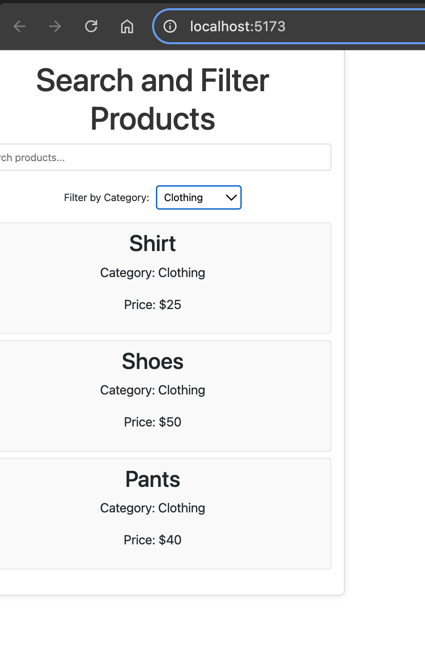 localhost:5173
Search and Filter
Products
products...
Filter by Category: Clothing
Shirt
Category: Clothing
Price: $25
Shoes
Category: Clothing
Price: $50
Pants
Category: Clothing
Price: $40